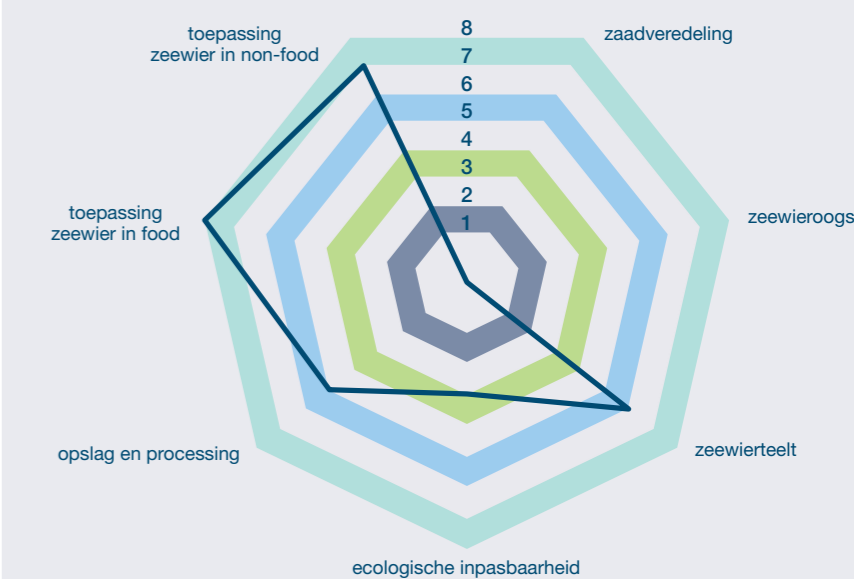 toepassing
zeewier in non-food
8
7
6
5
4
3
2
1
zaadveredeling
toepassing
zeewier in food
zeewieroogs
opslag en processing
zeewierteelt
ecologische inpasbaarheid